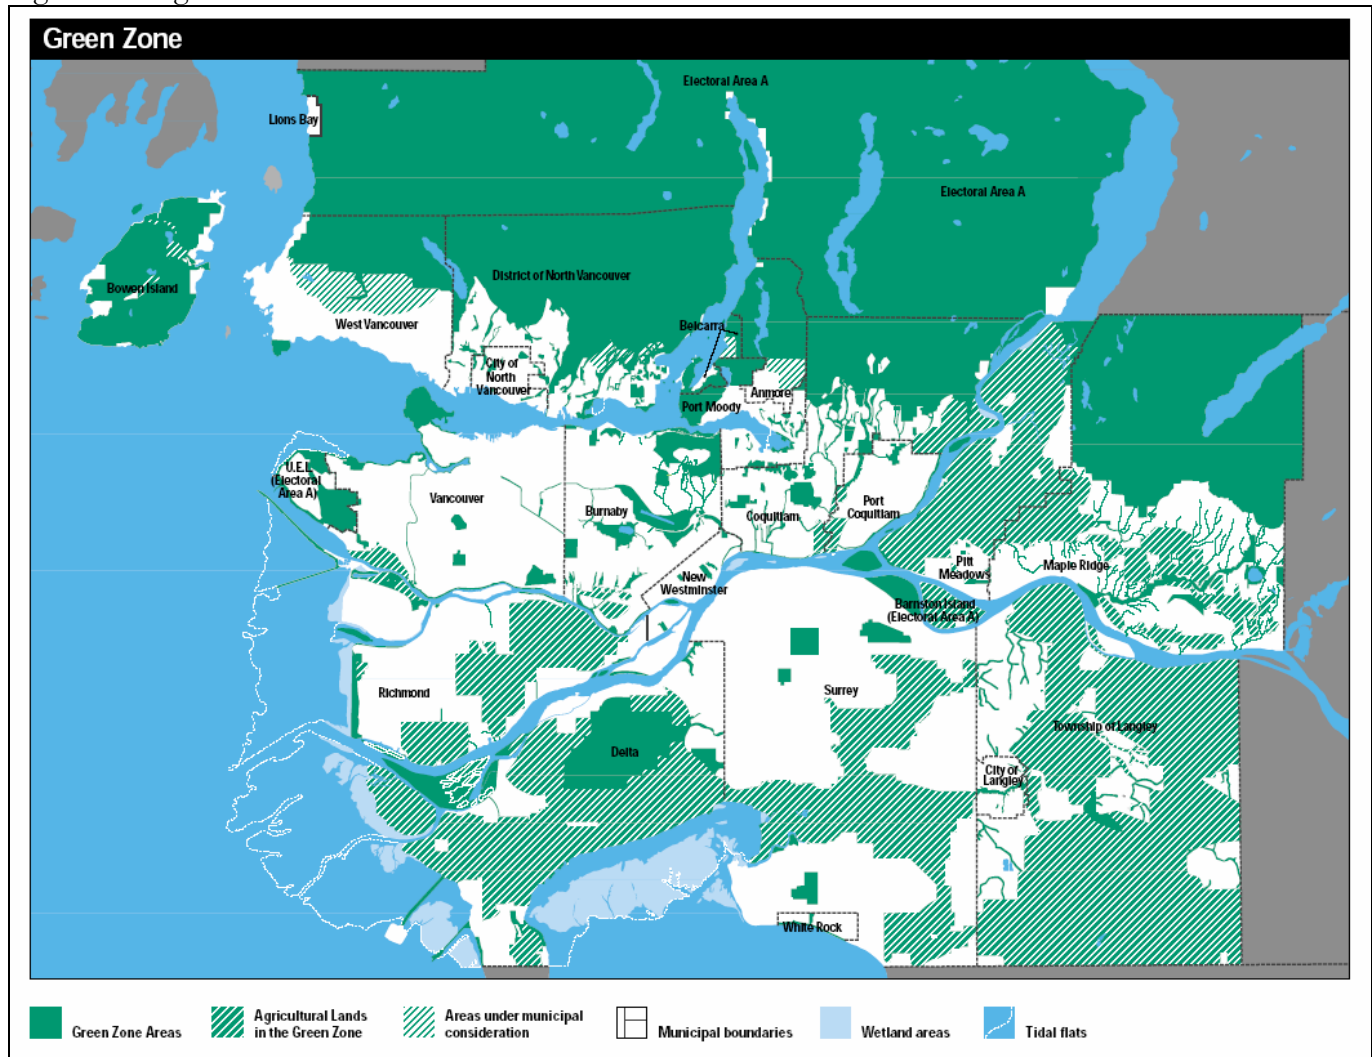 Green Zone
Electoral Area A
Lions Bay
Electoral Area A
District of North Vancouver
Bowen Island
West Vancouver
Belcarra
City of
North
Vancouver
Anmore
Port Moody
U.E.L
(Electoral
Area A)
Vancouver
Burnaby
Coquitlam
Port
Coquitlam
Pitt
Meadows
Maple Ridge
New
Westminster
Barnston Island
(Electoral Area A)
Richmond
Surrey
Township of Langley
Delta
City of
Langley
White Rock
Green Zone Areas
Agricultural Lands
in the Green Zone
Areas under municipal
consideration
Municipal boundaries
Wetland areas
Tidal flats